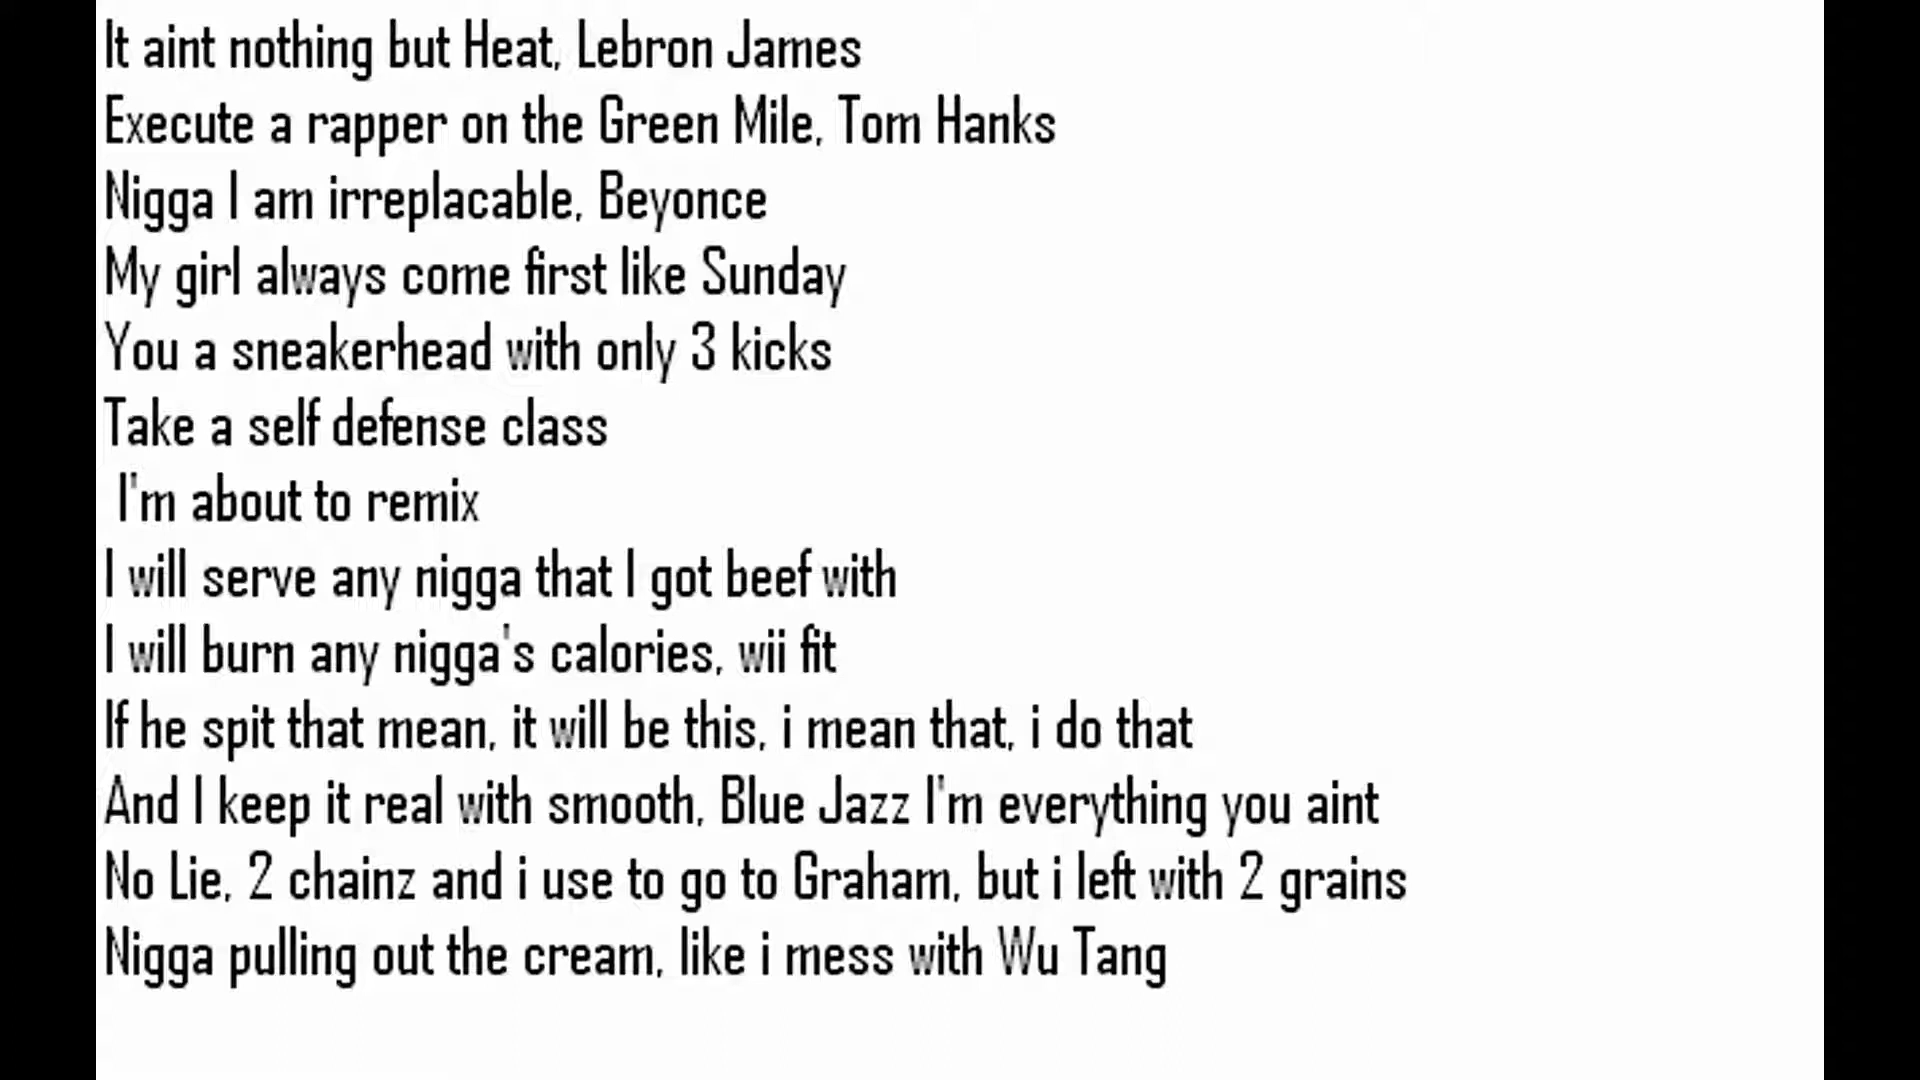 It aint nothing but Heat, Lebron James
Execute a rapper on the Green Mile, Tom Hanks
Nigga I am irreplacable, Beyonce
My girl always come first like Sunday
You a sneakerhead with only 3 kicks
Take a self defense class
I'm about to remix
I will serve any nigga that I got beef with
I will burn any nigga's calories, wii fit
If he spit that mean, it will be this, i mean that, i do that
And I keep it real with smooth, Blue Jazz I'm everything you aint
No Lie, 2 chainz and i use to go to Graham, but i left with 2 grains
Nigga pulling out the cream, like i mess with Wu Tang